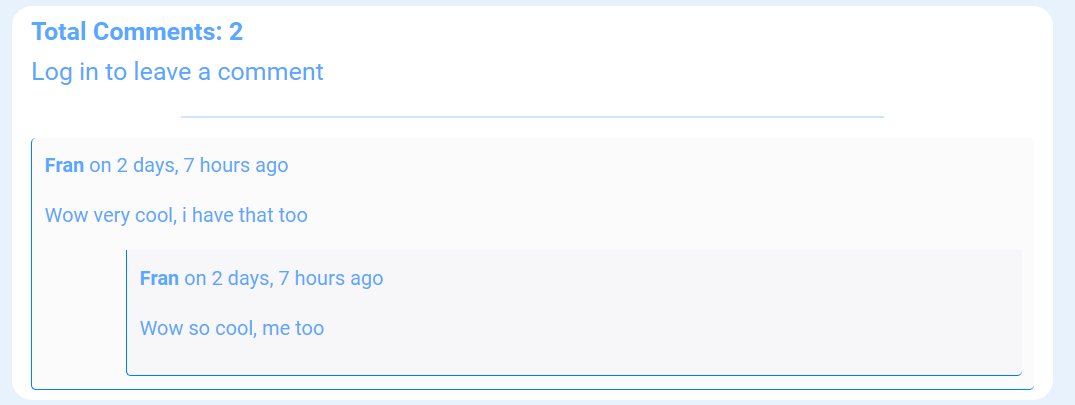 Total Comments: 2
Log in to leave a comment
Fran on 2 days, 7 hours ago
Wow very cool, i have that too
Fran on 2 days, 7 hours ago
Wow so cool, me too